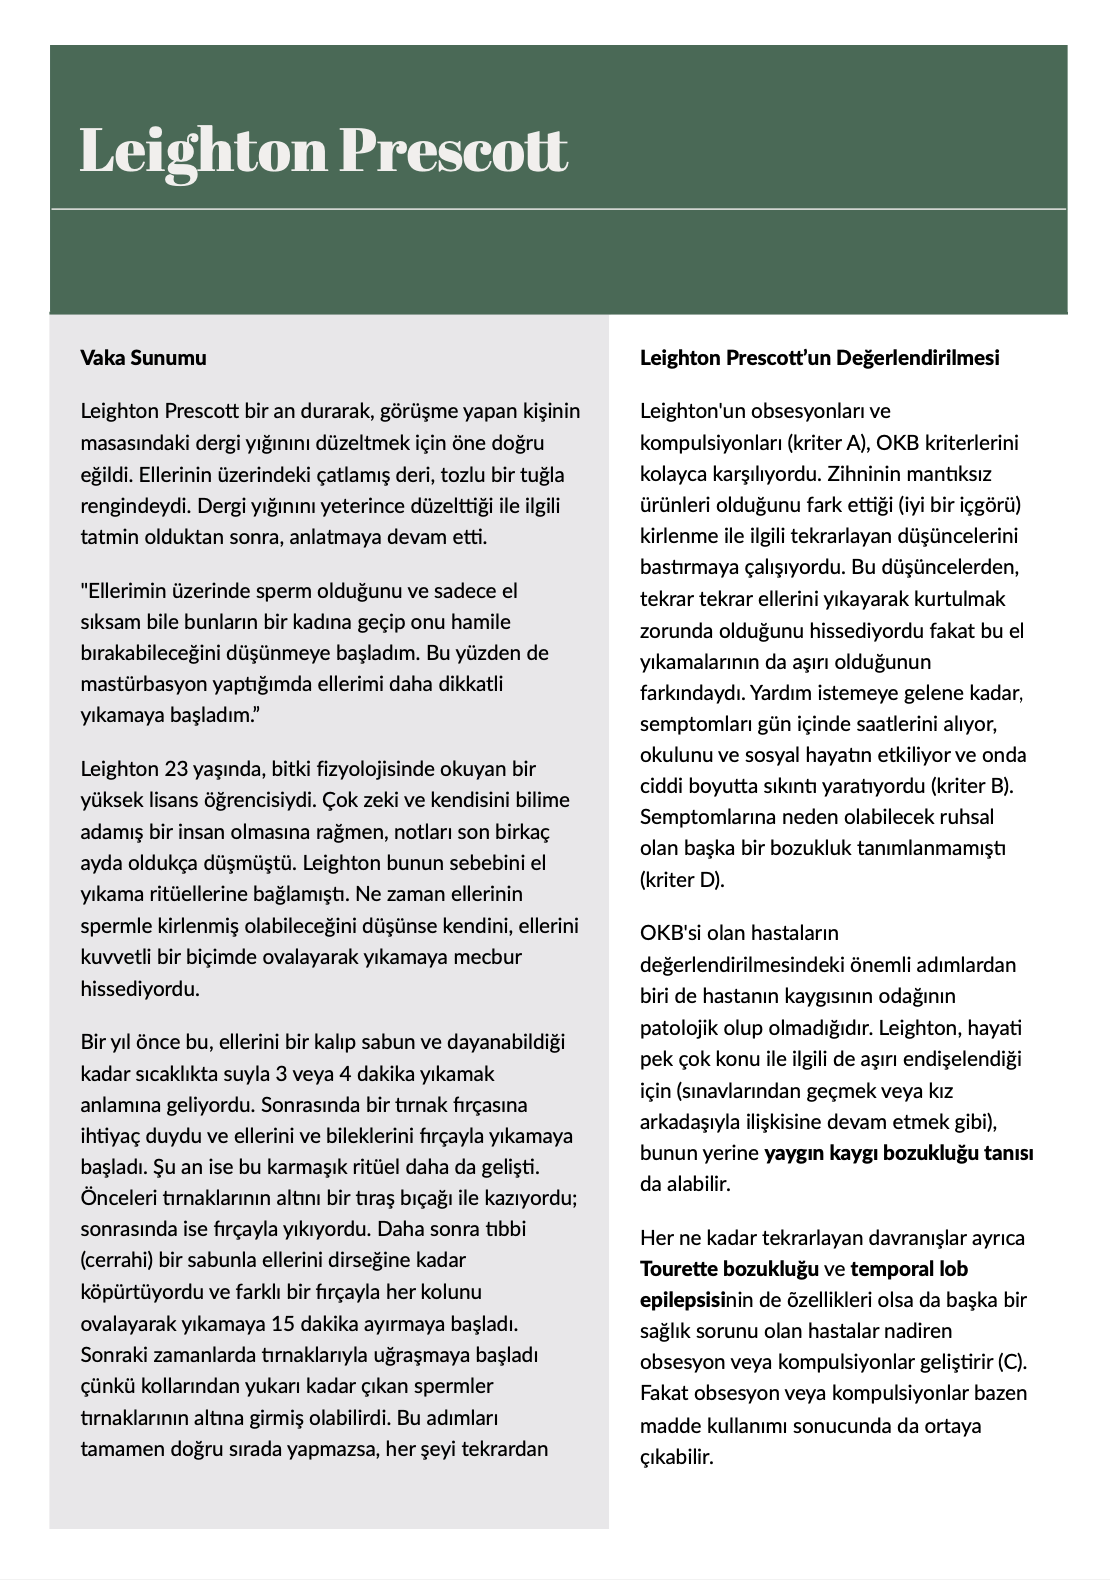 Leighton Prescott
Vaka Sunumu
Leighton Prescott bir an durarak, görüşme yapan kişinin
masasındaki dergi yığınını düzeltmek için öne doğru
eğildi. Ellerinin üzerindeki çatlamış deri, tozlu bir tuğla
rengindeydi. Dergi yığınını yeterince düzelttiği ile ilgili
tatmin olduktan sonra, anlatmaya devam etti.
"Ellerimin üzerinde sperm olduğunu ve sadece el
sıksam bile bunların bir kadına geçip onu hamile
bırakabileceğini düşünmeye başladım. Bu yüzden de
mastürbasyon yaptığımda ellerimi daha dikkatli
yıkamaya başladım.”
Leighton 23 yaşında, bitki fizyolojisinde okuyan bir
yüksek lisans öğrencisiydi. Çok zeki ve kendisini bilime
adamış bir insan olmasına rağmen, notları son birkaç
ayda oldukça düşmüştü. Leighton bunun sebebini el
yıkama ritüellerine bağlamıştı. Ne zaman ellerinin
spermle kirlenmiş olabileceğini düşünse kendini, ellerini
kuvvetli bir biçimde ovalayarak yıkamaya mecbur
hissediyordu.
Bir yıl önce bu, ellerini bir kalıp sabun ve dayanabildiği
kadar sıcaklıkta suyla 3 veya 4 dakika yıkamak
anlamına geliyordu. Sonrasında bir tırnak fırçasına
ihtiyaç duydu ve ellerini ve bileklerini fırçayla yıkamaya
başladı. Şu an ise bu karmaşık ritüel daha da gelişti.
Önceleri tırnaklarının altını bir tıraş bıçağı ile kazıyordu;
sonrasında ise fırçayla yıkıyordu. Daha sonra tıbbi
(cerrahi) bir sabunla ellerini dirseğine kadar
köpürtüyordu ve farklı bir fırçayla her kolunu
ovalayarak yıkamaya 15 dakika ayırmaya başladı.
Sonraki zamanlarda tırnaklarıyla uğraşmaya başladı
çünkü kollarından yukarı kadar çıkan spermler
tırnaklarının altına girmiş olabilirdi. Bu adımları
tamamen doğru sırada yapmazsa, her şeyi tekrardan
Leighton Prescott’un Değerlendirilmesi
Leighton'un obsesyonları ve
kompulsiyonları (kriter A), OKB kriterlerini
kolayca karşılıyordu. Zihninin mantıksız
ürünleri olduğunu fark ettiği (iyi bir içgörü)
kirlenme ile ilgili tekrarlayan düşüncelerini
bastırmaya çalışıyordu. Bu düşüncelerden,
tekrar tekrar ellerini yıkayarak kurtulmak
zorunda olduğunu hissediyordu fakat bu el
yıkamalarının da aşırı olduğunun
farkındaydı. Yardım istemeye gelene kadar,
semptomları gün içinde saatlerini alıyor,
okulunu ve sosyal hayatın etkiliyor ve onda
ciddi boyutta sıkıntı yaratıyordu (kriter B).
Semptomlarına neden olabilecek ruhsal
olan başka bir bozukluk tanımlanmamıştı
(kriter D).
OKB'si olan hastaların
değerlendirilmesindeki önemli adımlardan
biri de hastanın kaygısının odağının
patolojik olup olmadığıdır. Leighton, hayati
pek çok konu ile ilgili de aşırı endişelendiği
için (sınavlarından geçmek veya kız
arkadaşıyla ilişkisine devam etmek gibi),
bunun yerine yaygın kaygı bozukluğu tanısı
da alabilir.
Her ne kadar tekrarlayan davranışlar ayrıca
Tourette bozukluğu ve temporal lob
epilepsisinin de õzellikleri olsa da başka bir
sağlık sorunu olan hastalar nadiren
obsesyon veya kompulsiyonlar geliştirir (C).
Fakat obsesyon veya kompulsiyonlar bazen
madde kullanımı sonucunda da ortaya
çıkabilir.